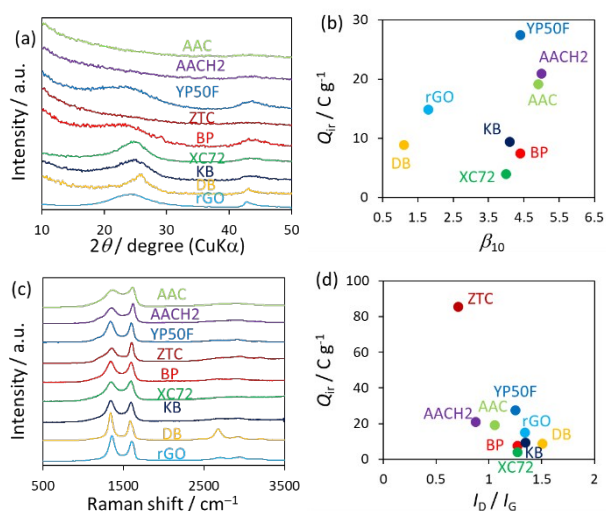 (a)
AAC
AACH2
YP50F
ZTC
BP
XC72
KB
DB
rGO
Intensity / a.u.
10 20 30 40 50
2θ / degree (CuKα)
(b)
YP50F
AACH2
AAC
rGO
KB
DB
BP
XC72
Q_ir / C g⁻¹
30
20
10
0
0.5 1.5 2.5 3.5 4.5 5.5 6.5
β₁₀
(c)
AAC
AACH2
YP50F
ZTC
BP
XC72
KB
DB
rGO
Intensity / a.u.
500 1500 2500 3500
Raman shift / cm⁻¹
(d)
ZTC
YP50F
AACH2
AAC
rGO
DB
BP
KB
XC72
Q_ir / C g⁻¹
100
80
60
40
20
0
0 0.5 1 1.5 2
I_D / I_G